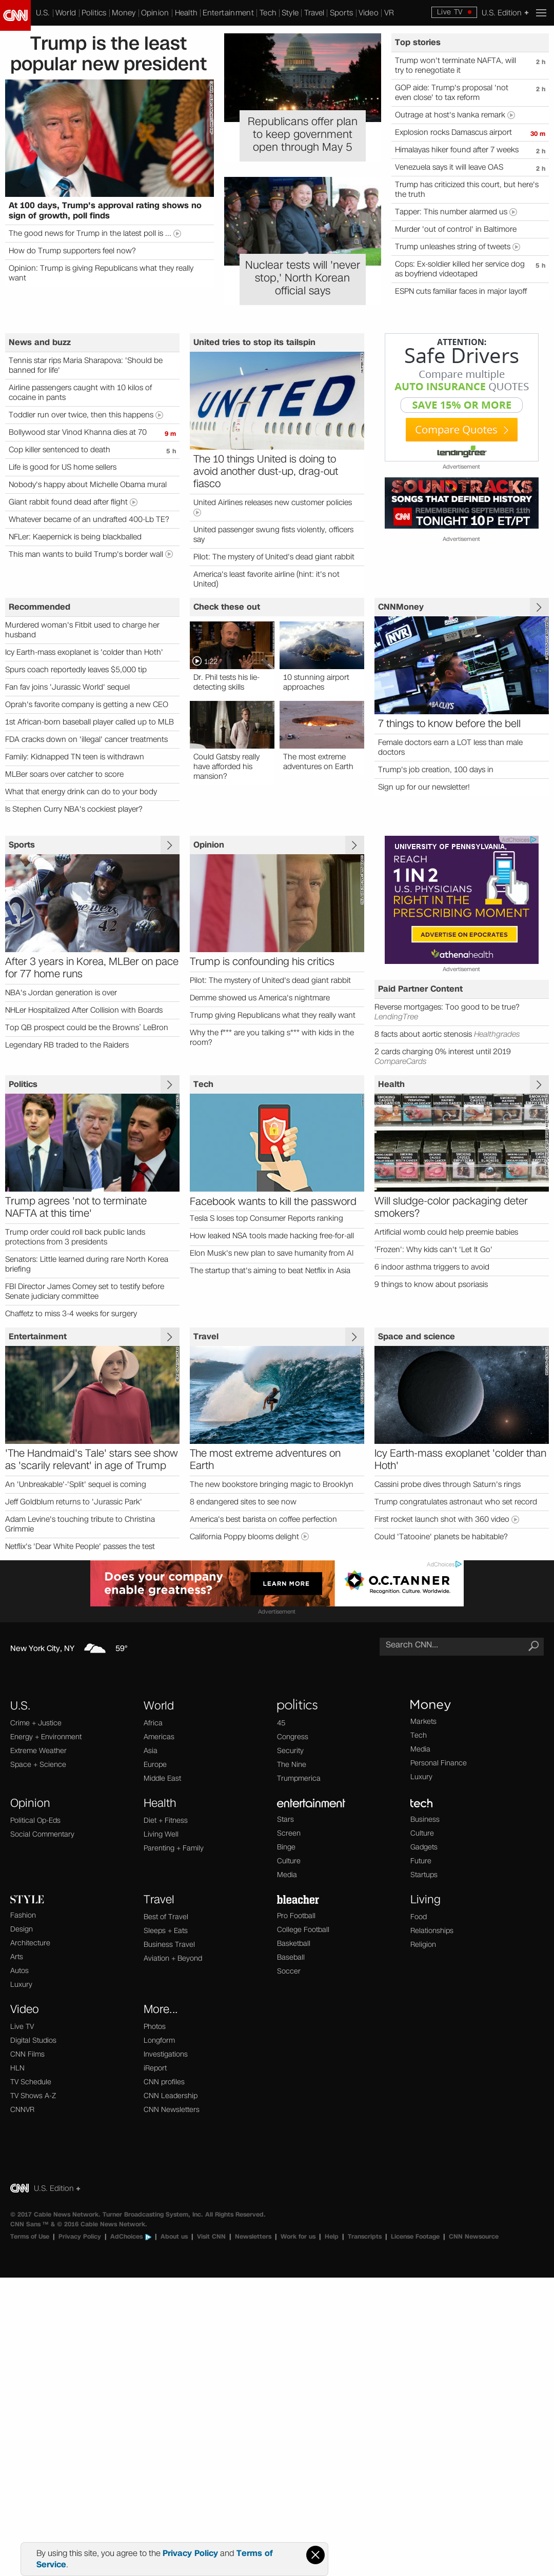 CNN
U.S. World Politics Money Opinion Health Entertainment Tech Style Travel Sports Video VR
Live TV
U.S. Edition +
Trump is the least
popular new president
At 100 days, Trump's approval rating shows no
sign of growth, poll finds
The good news for Trump in the latest poll is ...
How do Trump supporters feel now?
Opinion: Trump is giving Republicans what they really
want
Republicans offer plan
to keep government
open through May 5
Nuclear tests will 'never
stop,' North Korean
official says
Top stories
Trump won't terminate NAFTA, will
try to renegotiate it
2 h
GOP aide: Trump's proposal 'not
even close' to tax reform
2 h
Outrage at host's Ivanka remark
Explosion rocks Damascus airport
30 m
Himalayas hiker found after 7 weeks
2 h
Venezuela says it will leave OAS
2 h
Trump has criticized this court, but here's
the truth
Tapper: This number alarmed us
Murder 'out of control' in Baltimore
Trump unleashes string of tweets
Cops: Ex-soldier killed her service dog
as boyfriend videotaped
5 h
ESPN cuts familiar faces in major layoff
News and buzz
Tennis star rips Maria Sharapova: 'Should be
banned for life'
Airline passengers caught with 10 kilos of
cocaine in pants
Toddler run over twice, then this happens
Bollywood star Vinod Khanna dies at 70
9 m
Cop killer sentenced to death
5 h
Life is good for US home sellers
Nobody's happy about Michelle Obama mural
Giant rabbit found dead after flight
Whatever became of an undrafted 400-Lb TE?
NFLer: Kaepernick is being blackballed
This man wants to build Trump's border wall
United tries to stop its tailspin
UNITED
The 10 things United is doing to
avoid another dust-up, drag-out
fiasco
United Airlines releases new customer policies
United passenger swung fists violently, officers
say
Pilot: The mystery of United's dead giant rabbit
America's least favorite airline (hint: it's not
United)
ATTENTION:
Safe Drivers
Compare multiple
AUTO INSURANCE QUOTES
SAVE 15% OR MORE
Compare Quotes
lendingtree
Advertisement
SOUNDTRACKS
SONGS THAT DEFINED HISTORY
REMEMBERING SEPTEMBER 11TH
CNN TONIGHT 10P ET/PT
Advertisement
Recommended
Murdered woman's Fitbit used to charge her
husband
Icy Earth-mass exoplanet is 'colder than Hoth'
Spurs coach reportedly leaves $5,000 tip
Fan fav joins 'Jurassic World' sequel
Oprah's favorite company is getting a new CEO
1st African-born baseball player called up to MLB
FDA cracks down on 'illegal' cancer treatments
Family: Kidnapped TN teen is withdrawn
MLBer soars over catcher to score
What that energy drink can do to your body
Is Stephen Curry NBA's cockiest player?
Check these out
1:22
Dr. Phil tests his lie-
detecting skills
10 stunning airport
approaches
Could Gatsby really
have afforded his
mansion?
The most extreme
adventures on Earth
CNNMoney
NVR
7 things to know before the bell
Female doctors earn a LOT less than male
doctors
Trump's job creation, 100 days in
Sign up for our newsletter!
Sports
42
After 3 years in Korea, MLBer on pace
for 77 home runs
NBA's Jordan generation is over
NHLer Hospitalized After Collision with Boards
Top QB prospect could be the Browns' LeBron
Legendary RB traded to the Raiders
Opinion
Trump is confounding his critics
Pilot: The mystery of United's dead giant rabbit
Demme showed us America's nightmare
Trump giving Republicans what they really want
Why the f*** are you talking s*** with kids in the
room?
AdChoices
UNIVERSITY OF PENNSYLVANIA,
REACH
1 IN 2
U.S. PHYSICIANS
RIGHT IN THE
PRESCRIBING MOMENT
ADVERTISE ON EPOCRATES
athenahealth
Advertisement
Paid Partner Content
Reverse mortgages: Too good to be true?
LendingTree
8 facts about aortic stenosis Healthgrades
2 cards charging 0% interest until 2019
CompareCards
Politics
Trump agrees 'not to terminate
NAFTA at this time'
Trump order could roll back public lands
protections from 3 presidents
Senators: Little learned during rare North Korea
briefing
FBI Director James Comey set to testify before
Senate judiciary committee
Chaffetz to miss 3-4 weeks for surgery
Tech
Facebook wants to kill the password
Tesla S loses top Consumer Reports ranking
How leaked NSA tools made hacking free-for-all
Elon Musk's new plan to save humanity from AI
The startup that's aiming to beat Netflix in Asia
Health
SMOKING
Will sludge-color packaging deter
smokers?
Artificial womb could help preemie babies
'Frozen': Why kids can't 'Let It Go'
6 indoor asthma triggers to avoid
9 things to know about psoriasis
Entertainment
'The Handmaid's Tale' stars see show
as 'scarily relevant' in age of Trump
An 'Unbreakable'-'Split' sequel is coming
Jeff Goldblum returns to 'Jurassic Park'
Adam Levine's touching tribute to Christina
Grimmie
Netflix's 'Dear White People' passes the test
Travel
The most extreme adventures on
Earth
The new bookstore bringing magic to Brooklyn
8 endangered sites to see now
America's best barista on coffee perfection
California Poppy blooms delight
Space and science
Icy Earth-mass exoplanet 'colder than
Hoth'
Cassini probe dives through Saturn's rings
Trump congratulates astronaut who set record
First rocket launch shot with 360 video
Could 'Tatooine' planets be habitable?
Does your company
enable greatness?
LEARN MORE
AdChoices
O.C.TANNER
Recognition. Culture. Worldwide.
Advertisement
New York City, NY
59°
Search CNN...
U.S.
Crime + Justice
Energy + Environment
Extreme Weather
Space + Science
World
Africa
Americas
Asia
Europe
Middle East
politics
45
Congress
Security
The Nine
Trumpmerica
Money
Markets
Tech
Media
Personal Finance
Luxury
Opinion
Political Op-Eds
Social Commentary
Health
Diet + Fitness
Living Well
Parenting + Family
entertainment
Stars
Screen
Binge
Culture
Media
tech
Business
Culture
Gadgets
Future
Startups
STYLE
Fashion
Design
Architecture
Arts
Autos
Luxury
Travel
Best of Travel
Sleeps + Eats
Business Travel
Aviation + Beyond
bleacher
Pro Football
College Football
Basketball
Baseball
Soccer
Living
Food
Relationships
Religion
Video
Live TV
Digital Studios
CNN Films
HLN
TV Schedule
TV Shows A-Z
CNNVR
More...
Photos
Longform
Investigations
iReport
CNN profiles
CNN Leadership
CNN Newsletters
CNN U.S. Edition +
© 2017 Cable News Network. Turner Broadcasting System, Inc. All Rights Reserved.
CNN Sans ™ & © 2016 Cable News Network.
Terms of Use | Privacy Policy | AdChoices | About us | Visit CNN | Newsletters | Work for us | Help | Transcripts | License Footage | CNN Newsource
By using this site, you agree to the Privacy Policy and Terms of
Service.